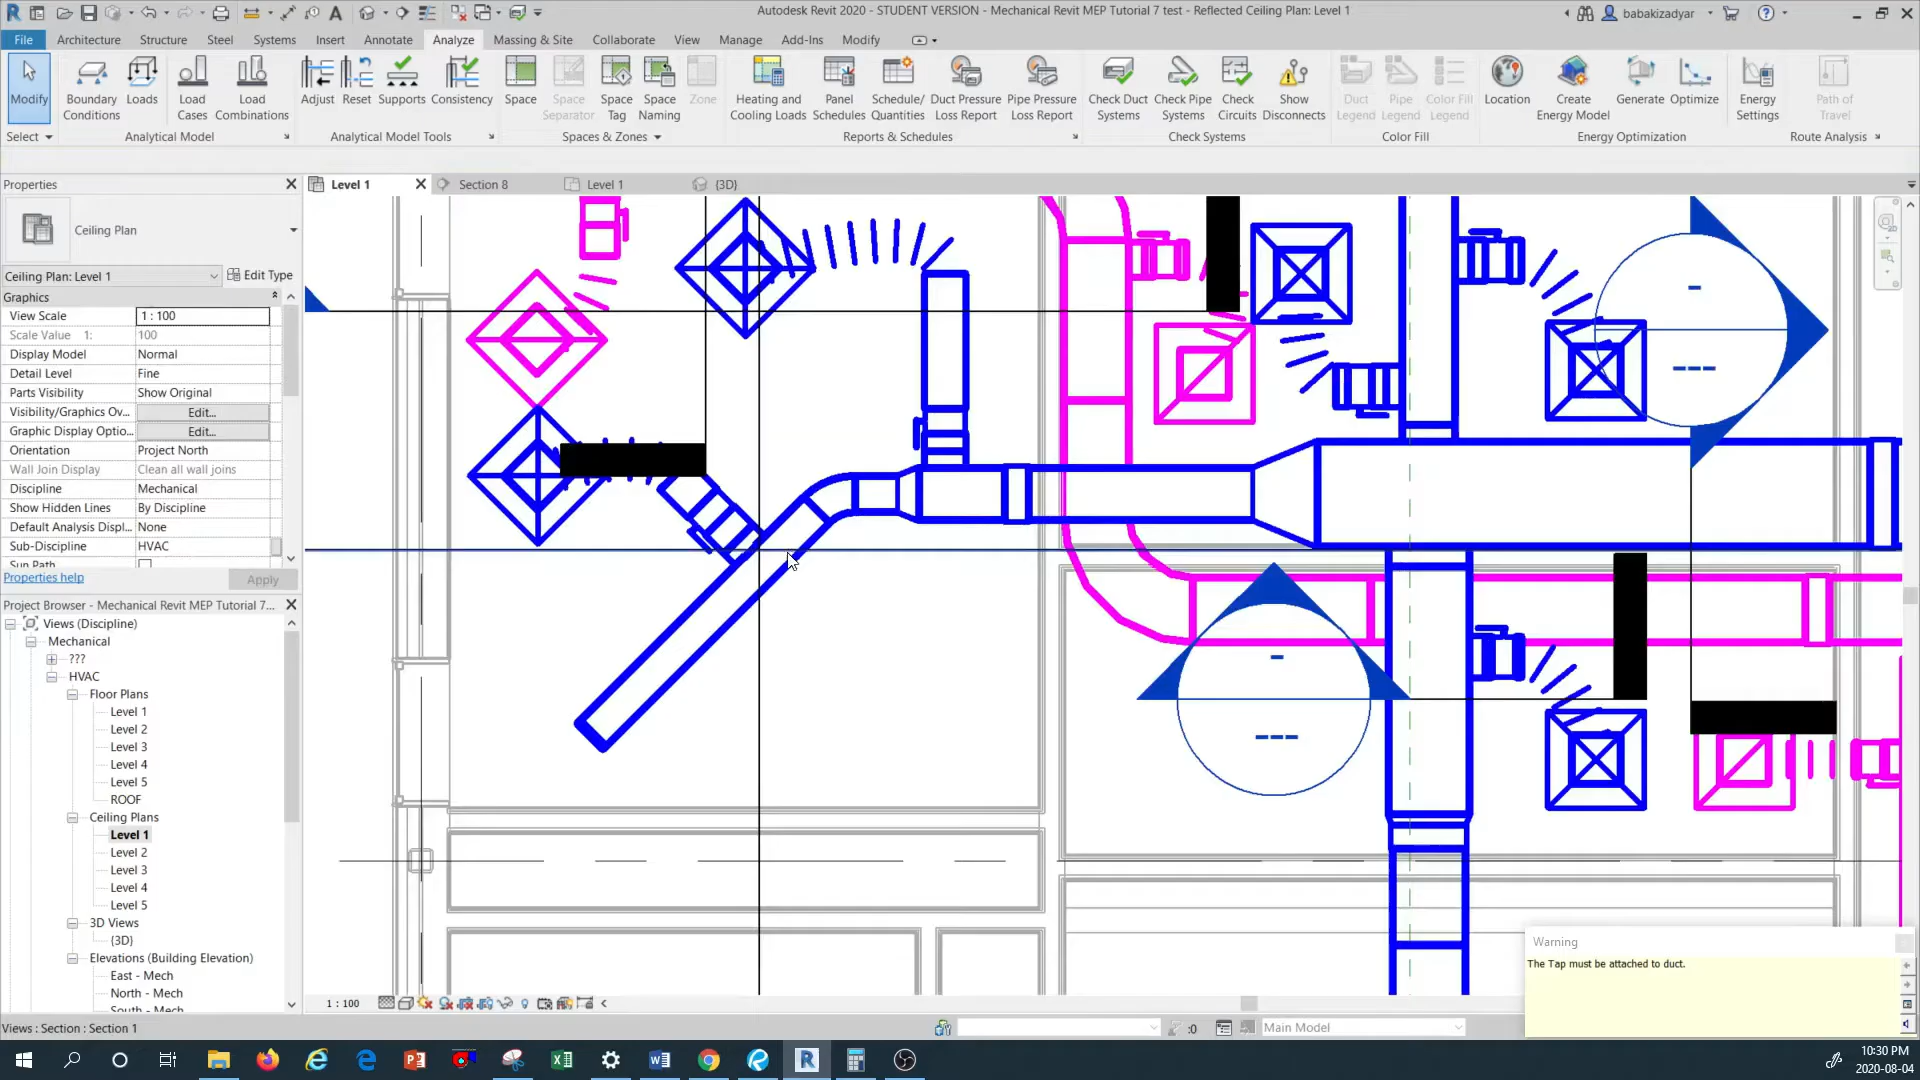 Autodesk Revit 2020 - STUDENT VERSION - Mechanical Revit MEP Tutorial 7 test - Reflected Ceiling Plan: Level 1
babakizadyar
File Architecture Structure Steel Systems Insert Annotate Analyze Massing & Site Collaborate View Manage Add-Ins Modify
Modify
Boundary Conditions
Loads
Load Cases
Load Combinations
Adjust
Reset
Supports
Consistency
Space
Space Separator
Space Tag
Space Naming
Zone
Heating and Cooling Loads
Panel Schedules
Schedule/ Quantities
Duct Pressure Loss Report
Pipe Pressure Loss Report
Check Duct Systems
Check Pipe Systems
Check Circuits
Show Disconnects
Duct Legend
Pipe Legend
Color Fill Legend
Location
Create Energy Model
Generate
Optimize
Energy Settings
Path of Travel
Select
Analytical Model
Analytical Model Tools
Spaces & Zones
Reports & Schedules
Check Systems
Color Fill
Energy Optimization
Route Analysis
Properties
Level 1
Section 8
Level 1
{3D}
Ceiling Plan
Ceiling Plan: Level 1
Edit Type
Graphics
View Scale 1 : 100
Scale Value 1: 100
Display Model Normal
Detail Level Fine
Parts Visibility Show Original
Visibility/Graphics Ov... Edit...
Graphic Display Optio... Edit...
Orientation Project North
Wall Join Display Clean all wall joins
Discipline Mechanical
Show Hidden Lines By Discipline
Default Analysis Displ... None
Sub-Discipline HVAC
Sun Path
Properties help
Apply
Project Browser - Mechanical Revit MEP Tutorial 7...
Views (Discipline)
Mechanical
???
HVAC
Floor Plans
Level 1
Level 2
Level 3
Level 4
Level 5
ROOF
Ceiling Plans
Level 1
Level 2
Level 3
Level 4
Level 5
3D Views
{3D}
Elevations (Building Elevation)
East - Mech
North - Mech
South - Mech
1 : 100
Warning
The Tap must be attached to duct.
Views : Section : Section 1
:0
Main Model
10:30 PM
2020-08-04